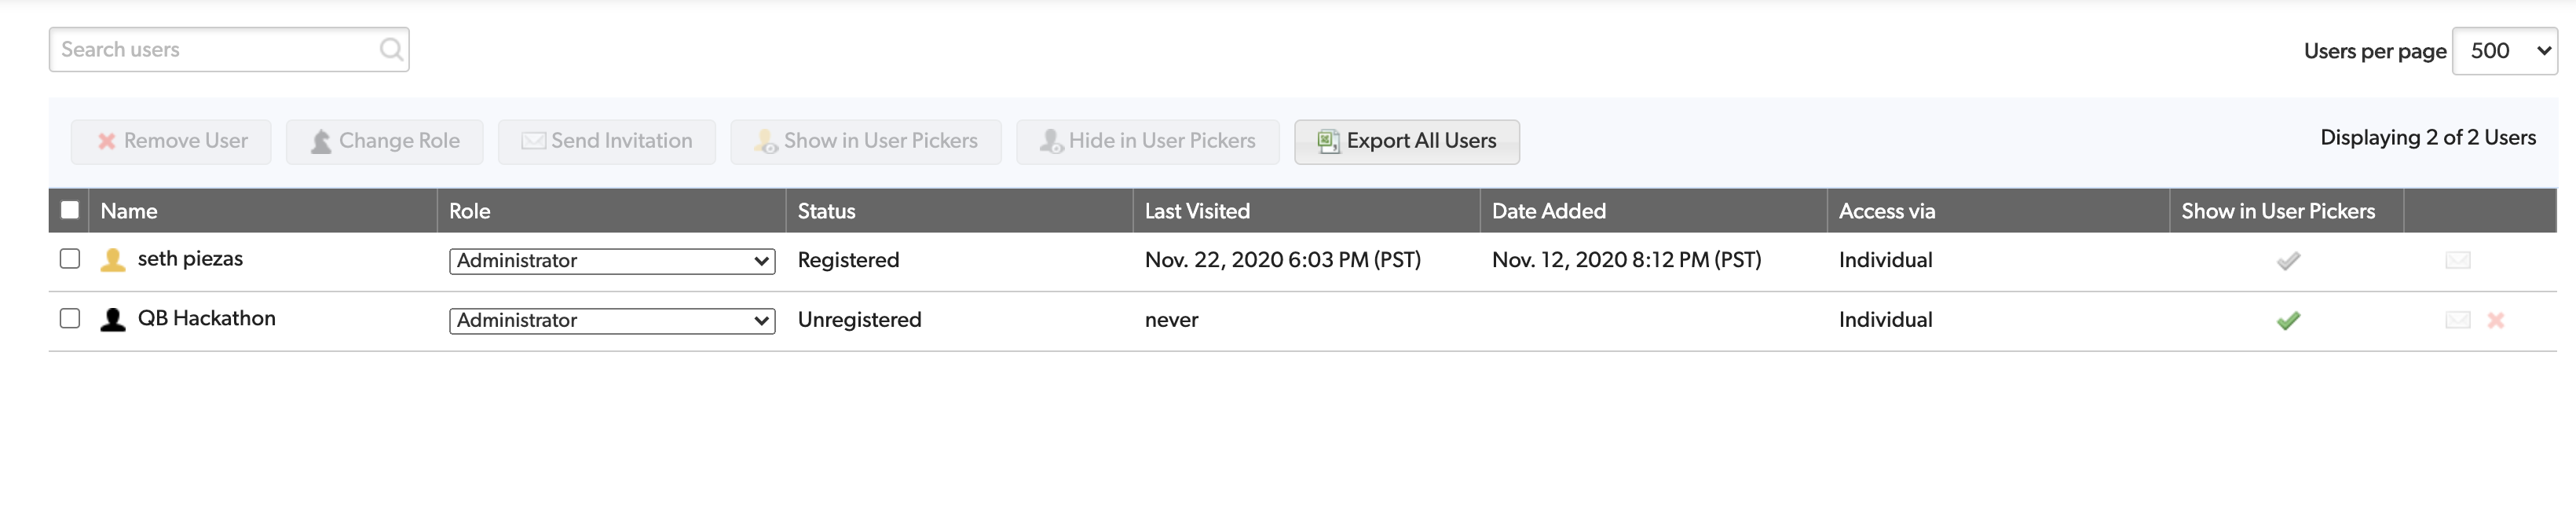 Search users
Users per page 500
Remove User Change Role Send Invitation Show in User Pickers Hide in User Pickers Export All Users Displaying 2 of 2 Users
Name Role Status Last Visited Date Added Access via Show in User Pickers
seth piezas Administrator Registered Nov. 22, 2020 6:03 PM (PST) Nov. 12, 2020 8:12 PM (PST) Individual
QB Hackathon Administrator Unregistered never Individual